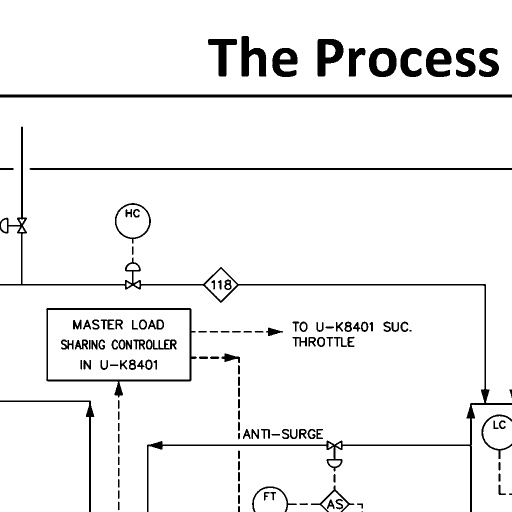 The Process
HC
118
MASTER LOAD
SHARING CONTROLLER
IN U-K8401
TO U-K8401 SUC.
THROTTLE
LC
ANTI-SURGE
FT
AS